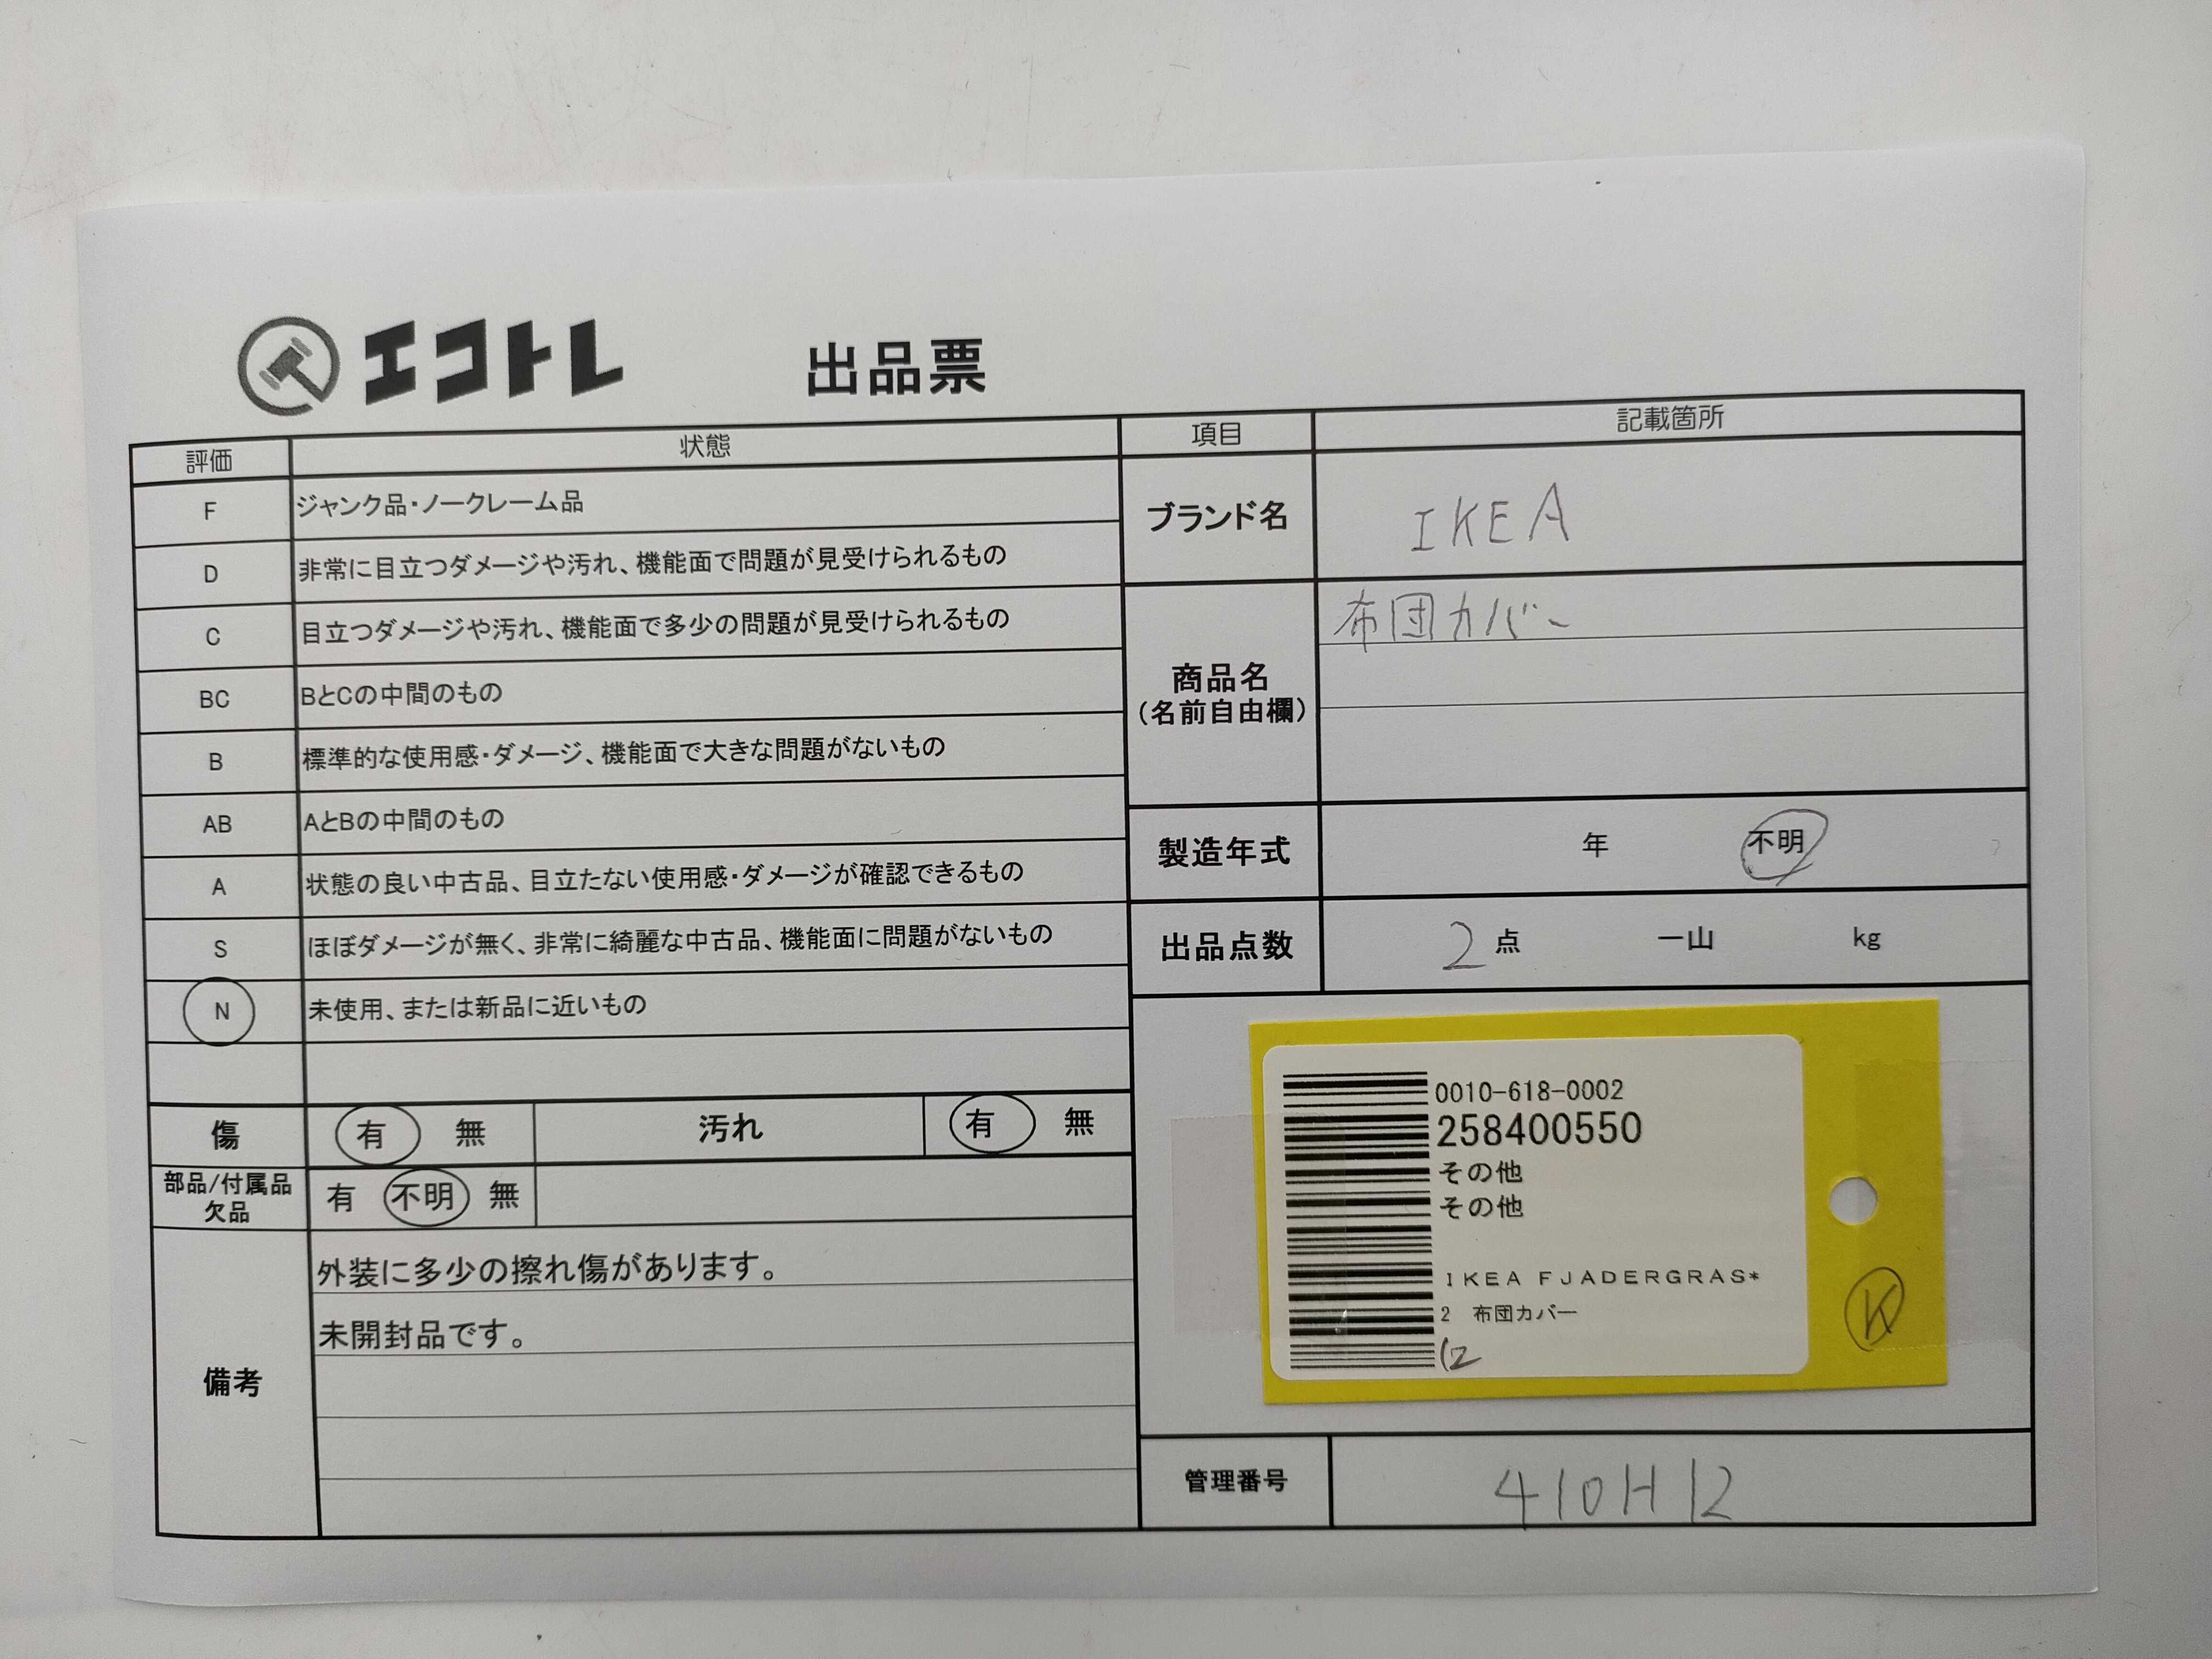 エコトレ 出品票
評価 状態
F ジャンク品・ノークレーム品
D 非常に目立つダメージや汚れ、機能面で問題が見受けられるもの
C 目立つダメージや汚れ、機能面で多少の問題が見受けられるもの
BC BとCの中間のもの
B 標準的な使用感・ダメージ、機能面で大きな問題がないもの
AB AとBの中間のもの
A 状態の良い中古品、目立たない使用感・ダメージが確認できるもの
S ほぼダメージが無く、非常に綺麗な中古品、機能面に問題がないもの
N 未使用、または新品に近いもの
傷 有 無 汚れ 有 無
部品/付属品
欠品
有 不明 無
備考
外装に多少の擦れ傷があります。
未開封品です。
項目 記載箇所
ブランド名 IKEA
商品名
(名前自由欄)
布団カバー
製造年式 年 不明
出品点数 2 点 一山 kg
0010-618-0002
258400550
その他
その他
IKEA FJADERGRAS*
2 布団カバー
K
管理番号 410H12